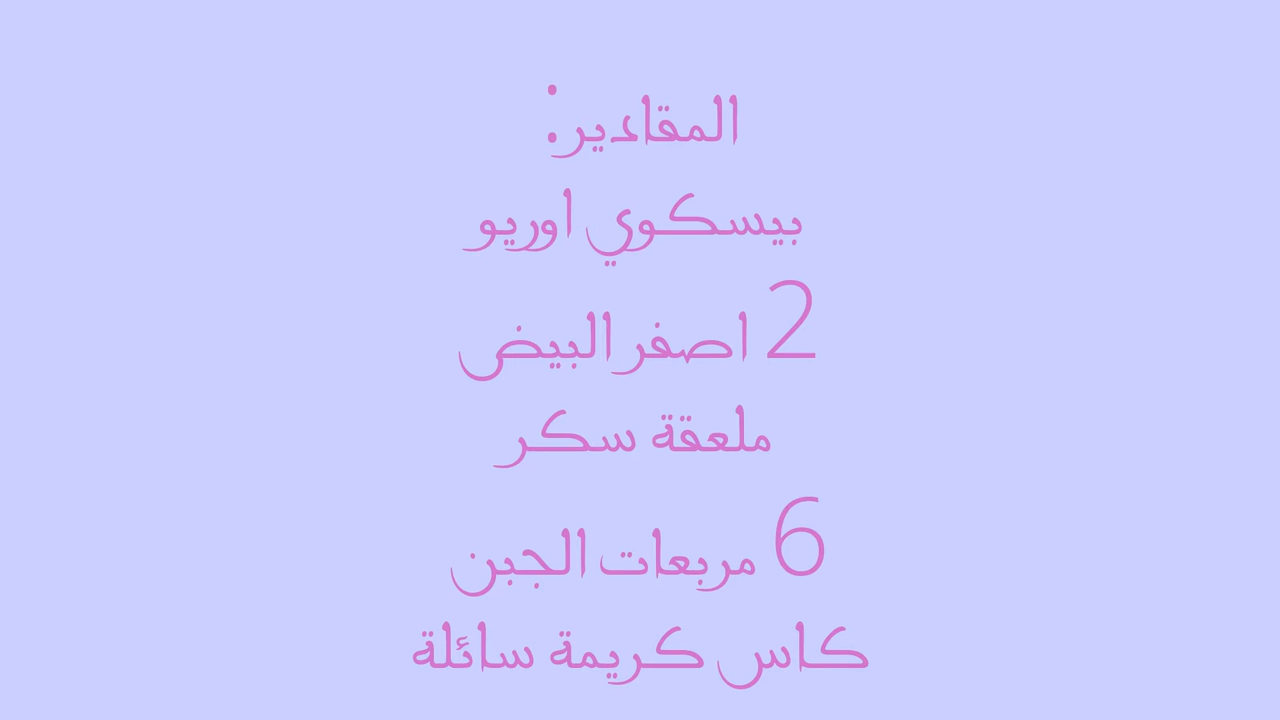 المقادير:
بيسكوي اوريو
2 اصفر البيض
ملعقة سكر
6 مربعات الجبن
كاس كريمة سائلة